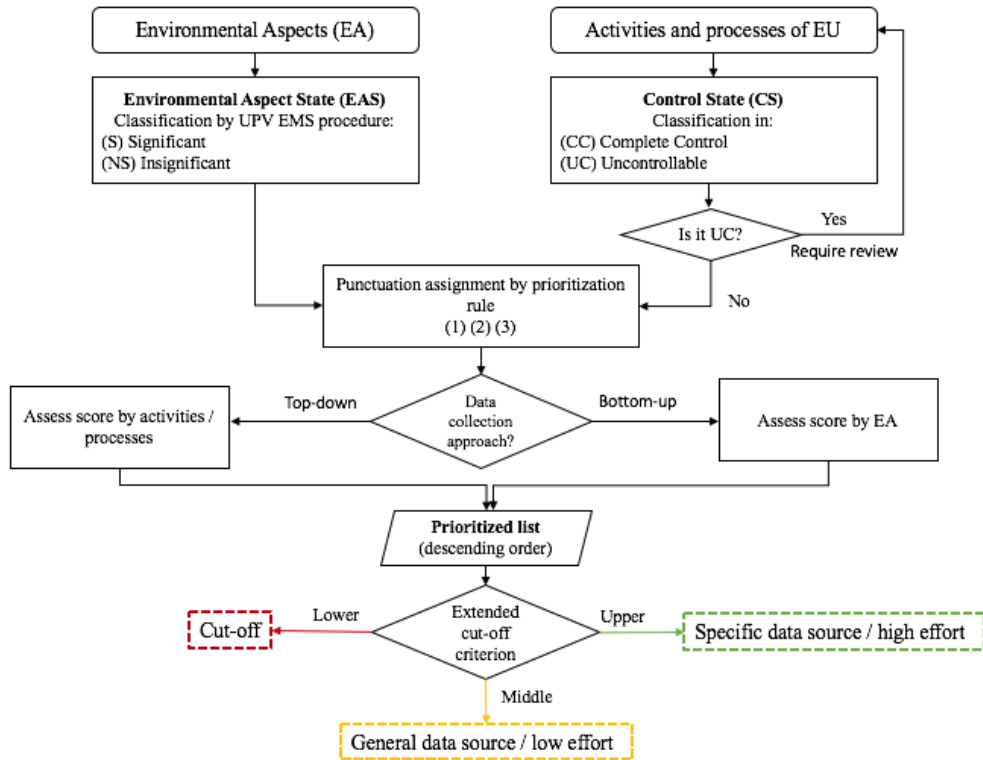 Environmental Aspects (EA)
Activities and processes of EU
Environmental Aspect State (EAS)
Classification by UPV EMS procedure:
(S) Significant
(NS) Insignificant
Control State (CS)
Classification in:
(CC) Complete Control
(UC) Uncontrollable
Is it UC?
Yes
Require review
No
Punctuation assignment by prioritization
rule
(1) (2) (3)
Data
collection
approach?
Top-down
Bottom-up
Assess score by activities /
processes
Assess score by EA
Prioritized list
(descending order)
Extended
cut-off
criterion
Lower
Upper
Middle
Cut-off
Specific data source / high effort
General data source / low effort